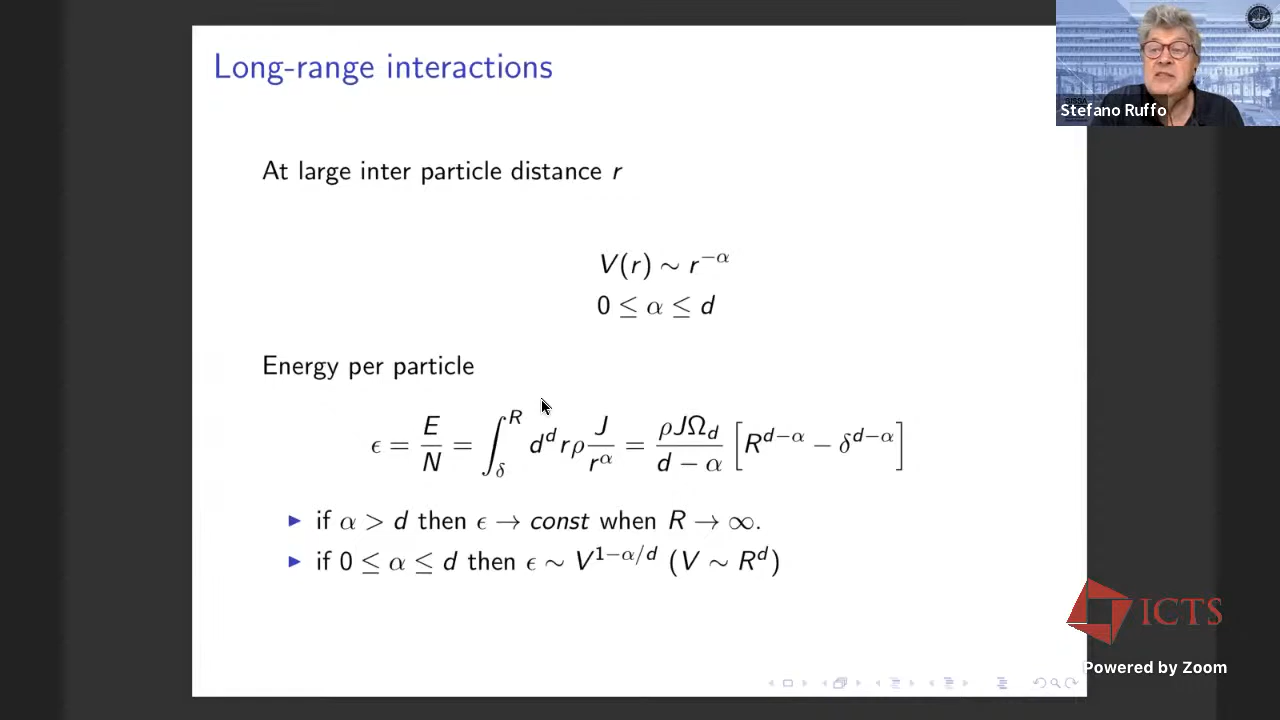 Long-range interactions
Stefano Ruffo
At large inter particle distance r
V(r) ∼ r^{−α}
0 ≤ α ≤ d
Energy per particle
ϵ = E/N = ∫_δ^R d^d r ρ J/r^α = ρJΩ_d/(d − α) [R^{d−α} − δ^{d−α}]
► if α > d then ϵ → const when R → ∞.
► if 0 ≤ α ≤ d then ϵ ∼ V^{1−α/d} (V ∼ R^d)
ICTS
Powered by Zoom